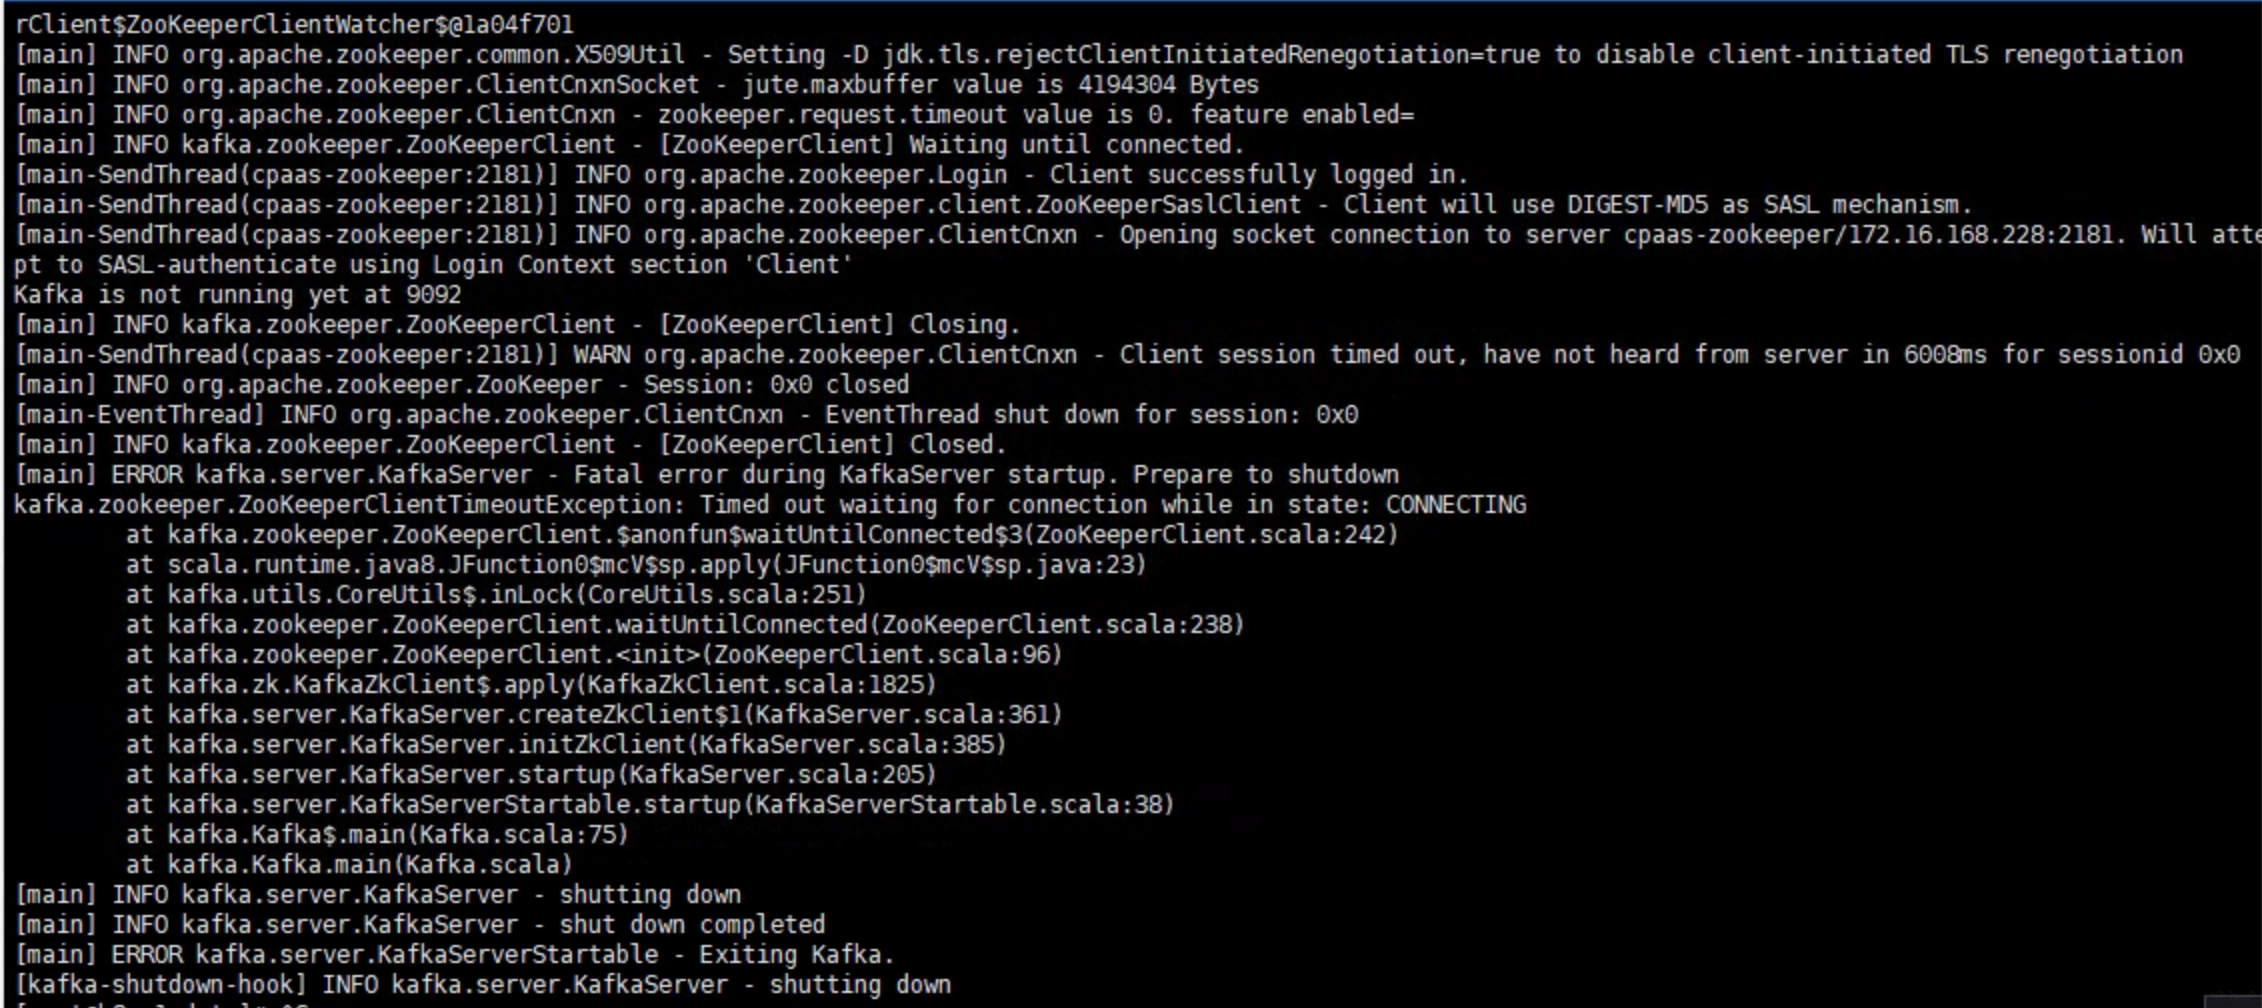 rClient$ZooKeeperClientWatcher$@1a04f701
[main] INFO org.apache.zookeeper.common.X509Util - Setting -D jdk.tls.rejectClientInitiatedRenegotiation=true to disable client-initiated TLS renegotiation
[main] INFO org.apache.zookeeper.ClientCnxnSocket - jute.maxbuffer value is 4194304 Bytes
[main] INFO org.apache.zookeeper.ClientCnxn - zookeeper.request.timeout value is 0. feature enabled=
[main] INFO kafka.zookeeper.ZooKeeperClient - [ZooKeeperClient] Waiting until connected.
[main-SendThread(cpaas-zookeeper:2181)] INFO org.apache.zookeeper.Login - Client successfully logged in.
[main-SendThread(cpaas-zookeeper:2181)] INFO org.apache.zookeeper.client.ZooKeeperSaslClient - Client will use DIGEST-MD5 as SASL mechanism.
[main-SendThread(cpaas-zookeeper:2181)] INFO org.apache.zookeeper.ClientCnxn - Opening socket connection to server cpaas-zookeeper/172.16.168.228:2181. Will atte
pt to SASL-authenticate using Login Context section 'Client'
Kafka is not running yet at 9092
[main] INFO kafka.zookeeper.ZooKeeperClient - [ZooKeeperClient] Closing.
[main-SendThread(cpaas-zookeeper:2181)] WARN org.apache.zookeeper.ClientCnxn - Client session timed out, have not heard from server in 6008ms for sessionid 0x0
[main] INFO org.apache.zookeeper.ZooKeeper - Session: 0x0 closed
[main-EventThread] INFO org.apache.zookeeper.ClientCnxn - EventThread shut down for session: 0x0
[main] INFO kafka.zookeeper.ZooKeeperClient - [ZooKeeperClient] Closed.
[main] ERROR kafka.server.KafkaServer - Fatal error during KafkaServer startup. Prepare to shutdown
kafka.zookeeper.ZooKeeperClientTimeoutException: Timed out waiting for connection while in state: CONNECTING
at kafka.zookeeper.ZooKeeperClient.$anonfun$waitUntilConnected$3(ZooKeeperClient.scala:242)
at scala.runtime.java8.JFunction0$mcV$sp.apply(JFunction0$mcV$sp.java:23)
at kafka.utils.CoreUtils$.inLock(CoreUtils.scala:251)
at kafka.zookeeper.ZooKeeperClient.waitUntilConnected(ZooKeeperClient.scala:238)
at kafka.zookeeper.ZooKeeperClient.<init>(ZooKeeperClient.scala:96)
at kafka.zk.KafkaZkClient$.apply(KafkaZkClient.scala:1825)
at kafka.server.KafkaServer.createZkClient$1(KafkaServer.scala:361)
at kafka.server.KafkaServer.initZkClient(KafkaServer.scala:385)
at kafka.server.KafkaServer.startup(KafkaServer.scala:205)
at kafka.server.KafkaServerStartable.startup(KafkaServerStartable.scala:38)
at kafka.Kafka$.main(Kafka.scala:75)
at kafka.Kafka.main(Kafka.scala)
[main] INFO kafka.server.KafkaServer - shutting down
[main] INFO kafka.server.KafkaServer - shut down completed
[main] ERROR kafka.server.KafkaServerStartable - Exiting Kafka.
[kafka-shutdown-hook] INFO kafka.server.KafkaServer - shutting down